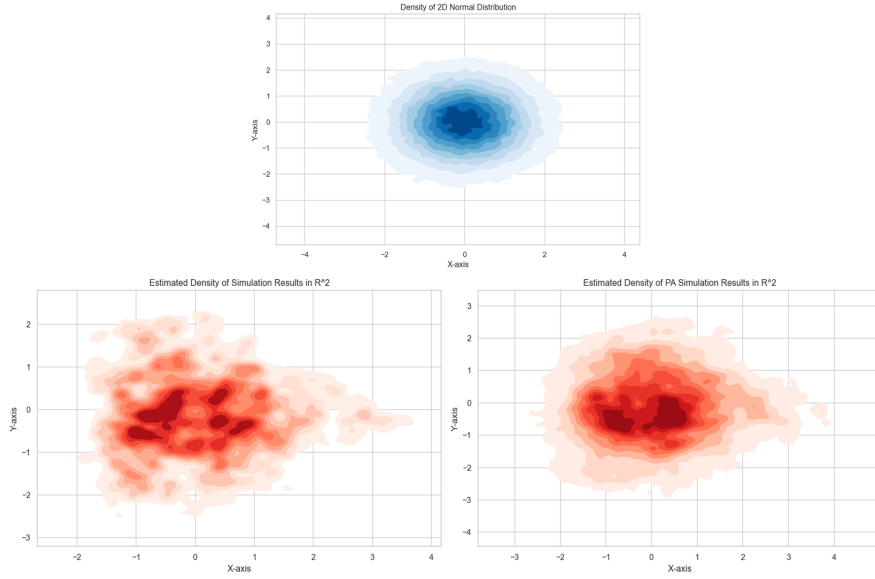 Density of 2D Normal Distribution
4
3
2
1
0
−1
−2
−3
−4
Y-axis
−4 −2 0 2 4
X-axis
Estimated Density of Simulation Results in R^2
2
1
0
−1
−2
−3
Y-axis
−2 −1 0 1 2 3 4
X-axis
Estimated Density of PA Simulation Results in R^2
3
2
1
0
−1
−2
−3
−4
Y-axis
−3 −2 −1 0 1 2 3 4 5
X-axis